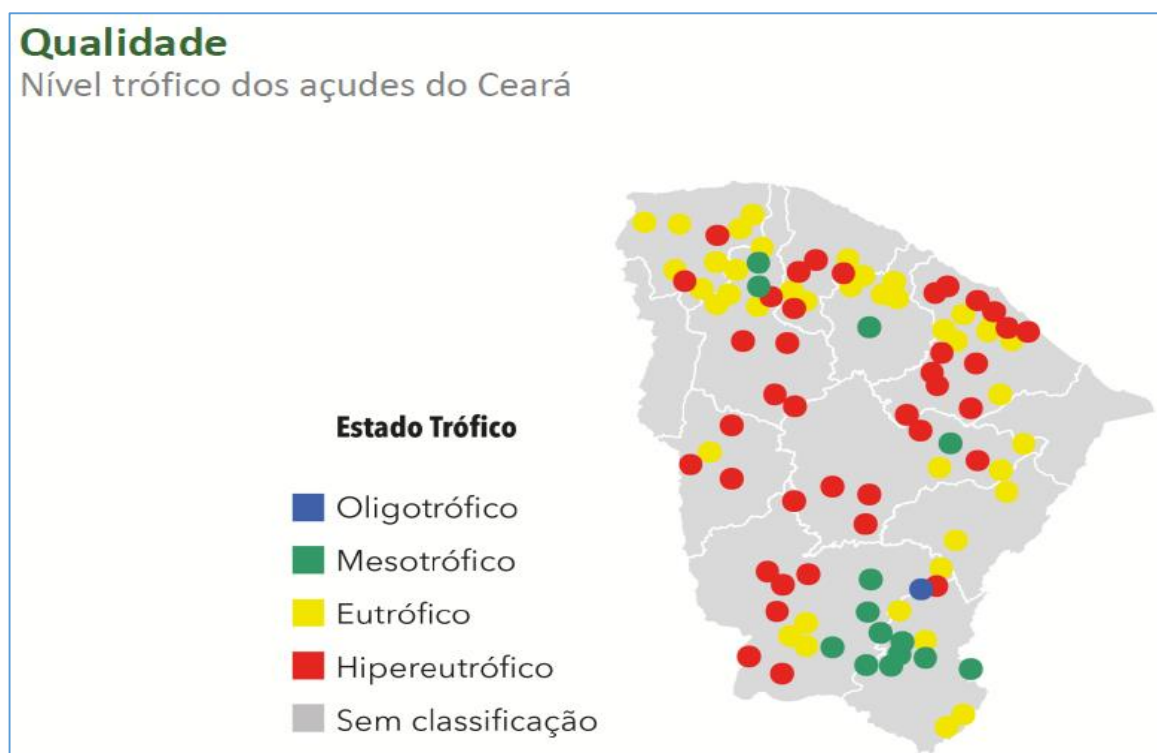 Qualidade
Nível trófico dos açudes do Ceará
Estado Trófico
Oligotrófico
Mesotrófico
Eutrófico
Hipereutrófico
Sem classificação